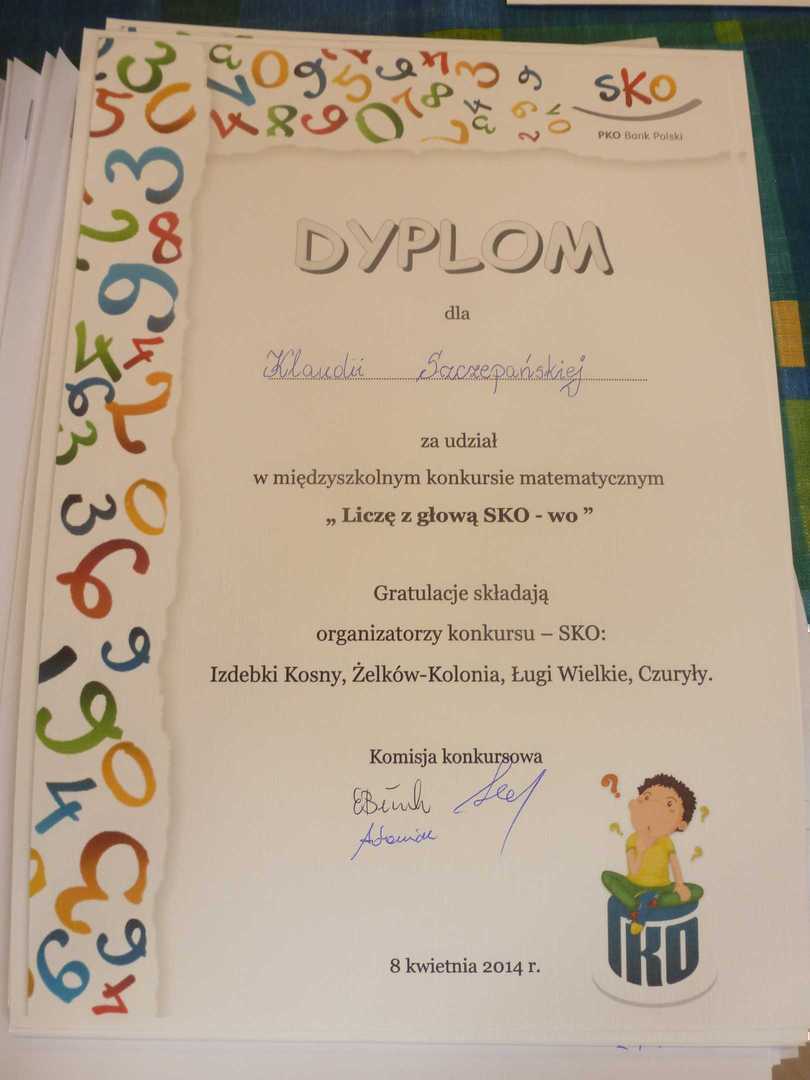 SKO
PKO Bank Polski
DYPLOM
dla
Klaudii Szczepańskiej
za udział
w międzyszkolnym konkursie matematycznym
„ Liczę z głową SKO - wo ”
Gratulacje składają
organizatorzy konkursu – SKO:
Izdebki Kosny, Żelków-Kolonia, Ługi Wielkie, Czuryły.
Komisja konkursowa
8 kwietnia 2014 r.